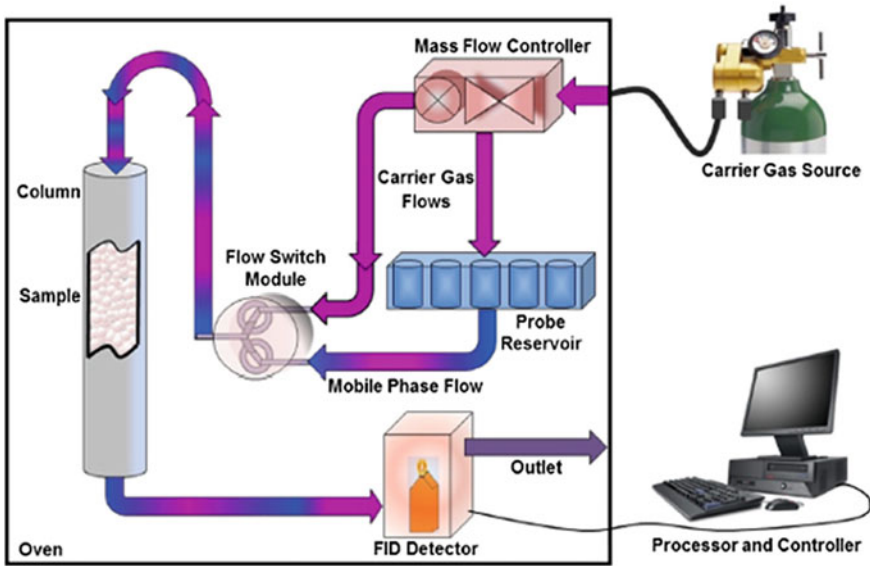 Mass Flow Controller
Carrier Gas Source
Column
Carrier Gas
Flows
Flow Switch
Module
Sample
Probe
Reservoir
Mobile Phase Flow
Outlet
FID Detector
Processor and Controller
Oven